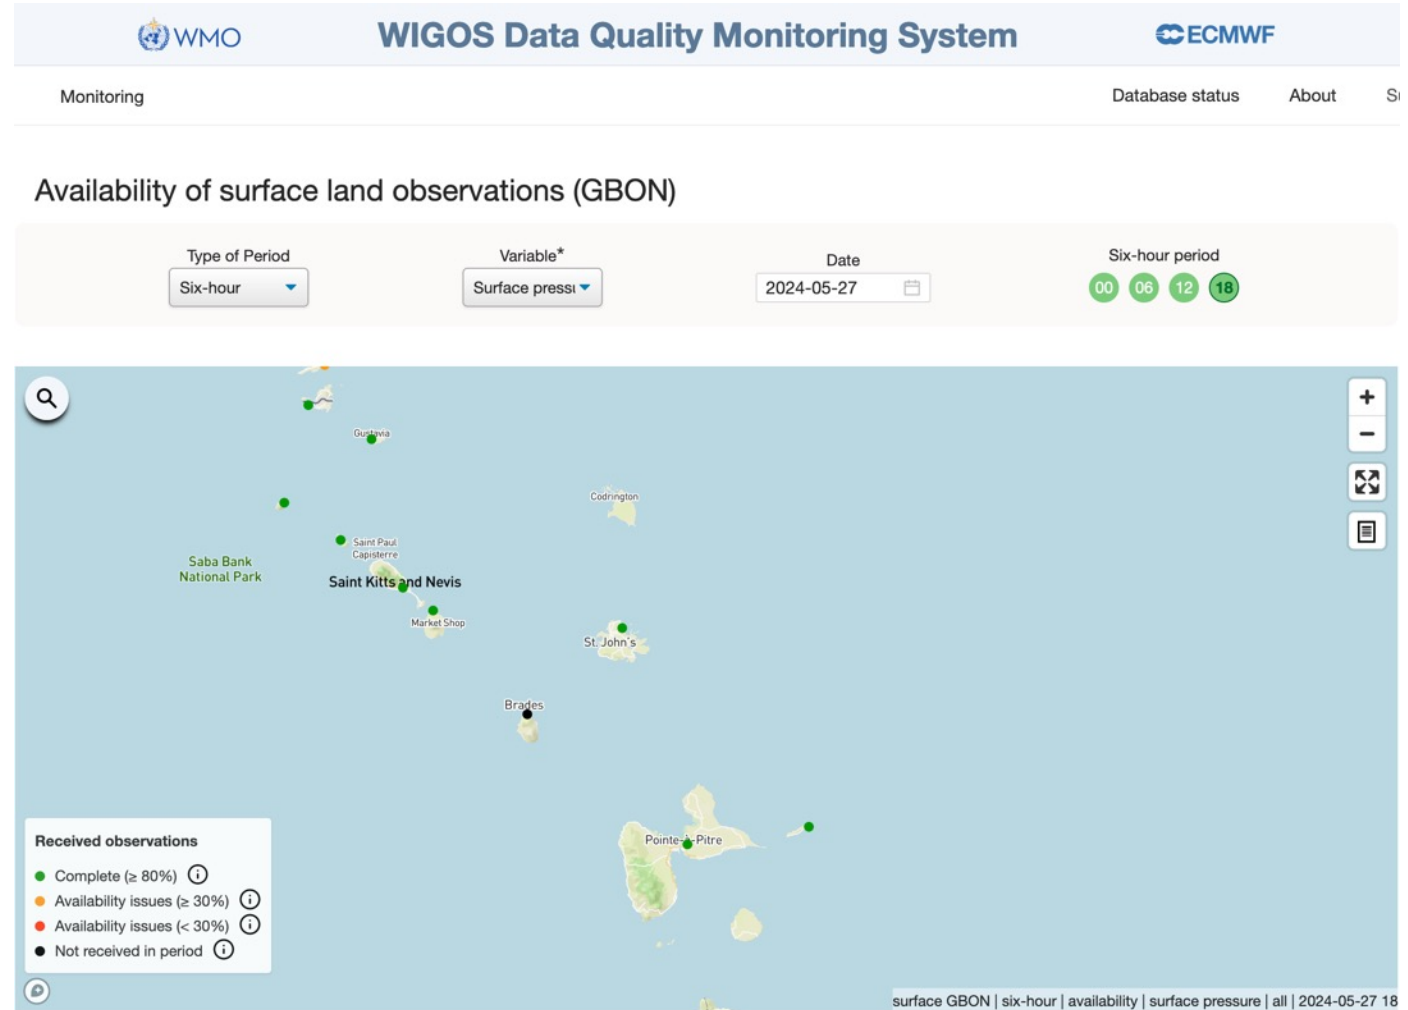 WMO
WIGOS Data Quality Monitoring System
ECMWF
Monitoring
Database status
About
Availability of surface land observations (GBON)
Type of Period
Six-hour
Variable*
Surface press
Date
2024-05-27
Six-hour period
00 06 12 18
Gustavia
Codrington
Saint Paul
Capisterre
Saba Bank
National Park
Saint Kitts and Nevis
Market Shop
St. John's
Brades
Pointe-à-Pitre
Received observations
Complete (≥ 80%)
Availability issues (≥ 30%)
Availability issues (< 30%)
Not received in period
surface GBON | six-hour | availability | surface pressure | all | 2024-05-27 18